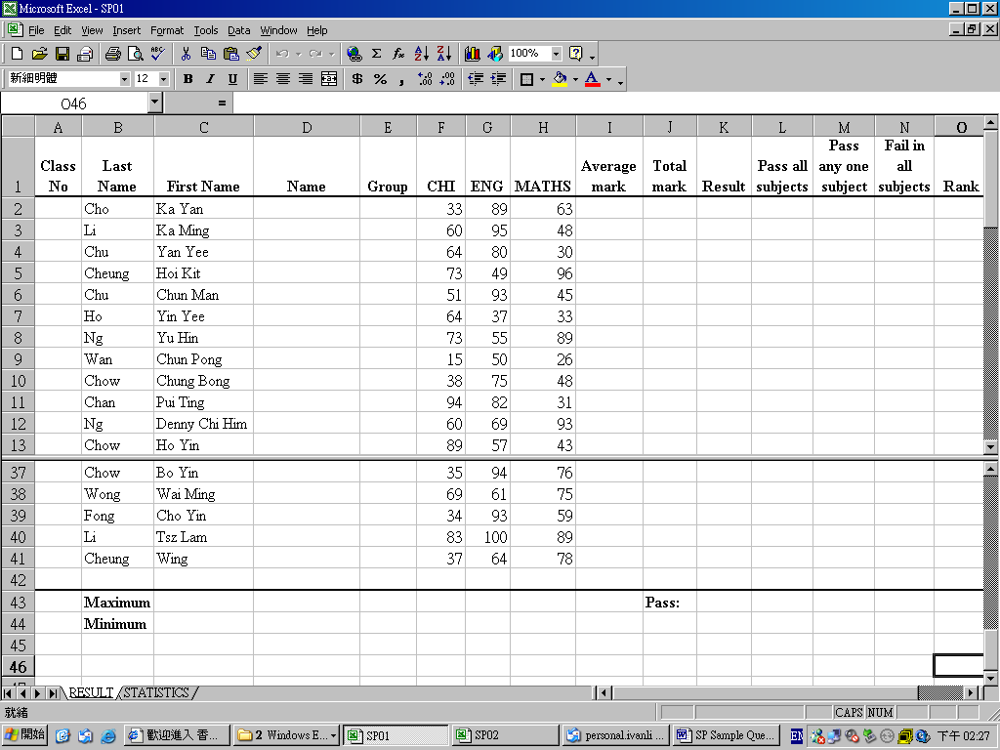 Microsoft Excel - SP01
File Edit View Insert Format Tools Data Window Help
100%
新細明體 12 B I U $ % ,
O46 =
A B C D E F G H I J K L M N O
1 Class No Last Name First Name Name Group CHI ENG MATHS Average mark Total mark Result Pass all subjects Pass any one subject Fail in all subjects Rank
2 Cho Ka Yan 33 89 63
3 Li Ka Ming 60 95 48
4 Chu Yan Yee 64 80 30
5 Cheung Hoi Kit 73 49 96
6 Chu Chun Man 51 93 45
7 Ho Yin Yee 64 37 33
8 Ng Yu Hin 73 55 89
9 Wan Chun Pong 15 50 26
10 Chow Chung Bong 38 75 48
11 Chan Pui Ting 94 82 31
12 Ng Denny Chi Him 60 69 93
13 Chow Ho Yin 89 57 43
37 Chow Bo Yin 35 94 76
38 Wong Wai Ming 69 61 75
39 Fong Cho Yin 34 93 59
40 Li Tsz Lam 83 100 89
41 Cheung Wing 37 64 78
42
43 Maximum Pass:
44 Minimum
45
46
RESULT STATISTICS
就緒 CAPS NUM
開始 歡迎進入 香... 2 Windows E... SP01 SP02 personal.ivanli ... SP Sample Que... EN 下午 02:27